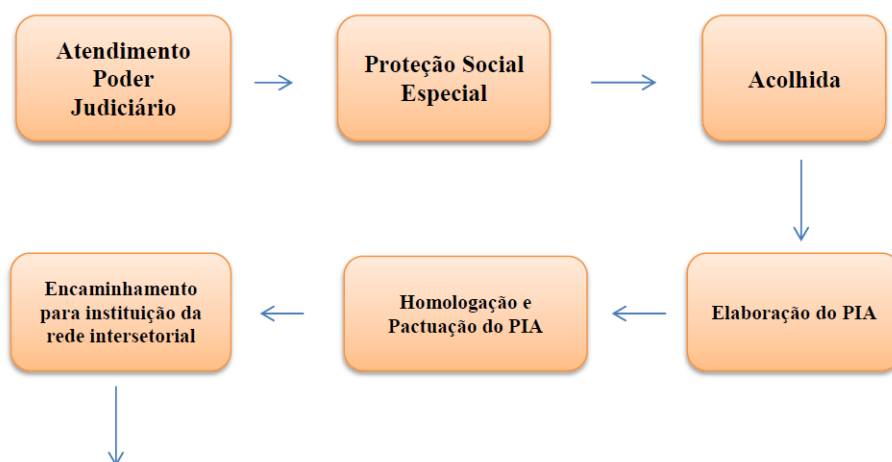 Atendimento
Poder
Judiciário
Proteção Social
Especial
Acolhida
Elaboração do PIA
Homologação e
Pactuação do PIA
Encaminhamento
para instituição da
rede intersetorial